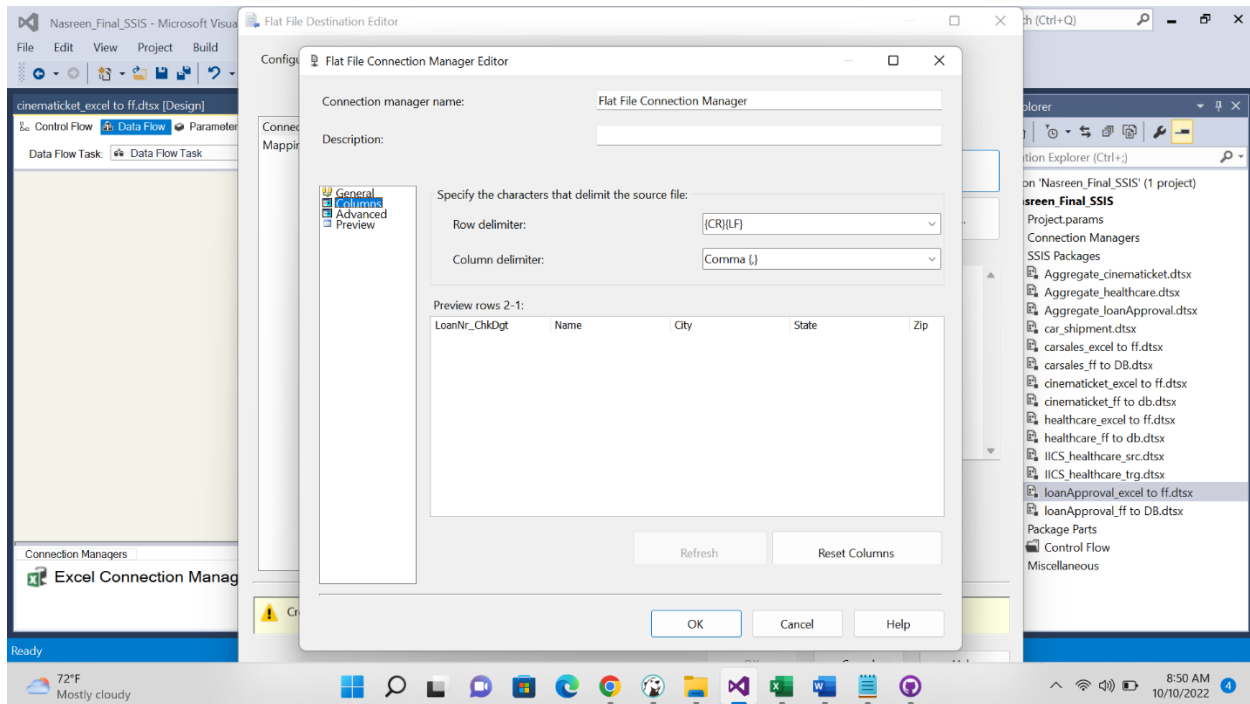 Nasreen_Final_SSIS - Microsoft Visua
Flat File Destination Editor
ch (Ctrl+Q)
File Edit View Project Build
Configu
Flat File Connection Manager Editor
cinematicket_excel to ff.dtsx [Design]
Control Flow Data Flow Parameter
Data Flow Task: Data Flow Task
Connec
Mappin
Connection manager name: Flat File Connection Manager
Description:
General
Columns
Advanced
Preview
Specify the characters that delimit the source file:
Row delimiter: {CR}{LF}
Column delimiter: Comma {,}
Preview rows 2-1:
LoanNr_ChkDgt Name City State Zip
Refresh Reset Columns
OK Cancel Help
Cr
plorer
tion Explorer (Ctrl+;)
on 'Nasreen_Final_SSIS' (1 project)
asreen_Final_SSIS
Project.params
Connection Managers
SSIS Packages
Aggregate_cinematicket.dtsx
Aggregate_healthcare.dtsx
Aggregate_loanApproval.dtsx
car_shipment.dtsx
carsales_excel to ff.dtsx
carsales_ff to DB.dtsx
cinematicket_excel to ff.dtsx
cinematicket_ff to db.dtsx
healthcare_excel to ff.dtsx
healthcare_ff to db.dtsx
IICS_healthcare_src.dtsx
IICS_healthcare_trg.dtsx
loanApproval_excel to ff.dtsx
loanApproval_ff to DB.dtsx
Package Parts
Control Flow
Miscellaneous
Connection Managers
Excel Connection Manag
Ready
72°F
Mostly cloudy
8:50 AM
10/10/2022
4